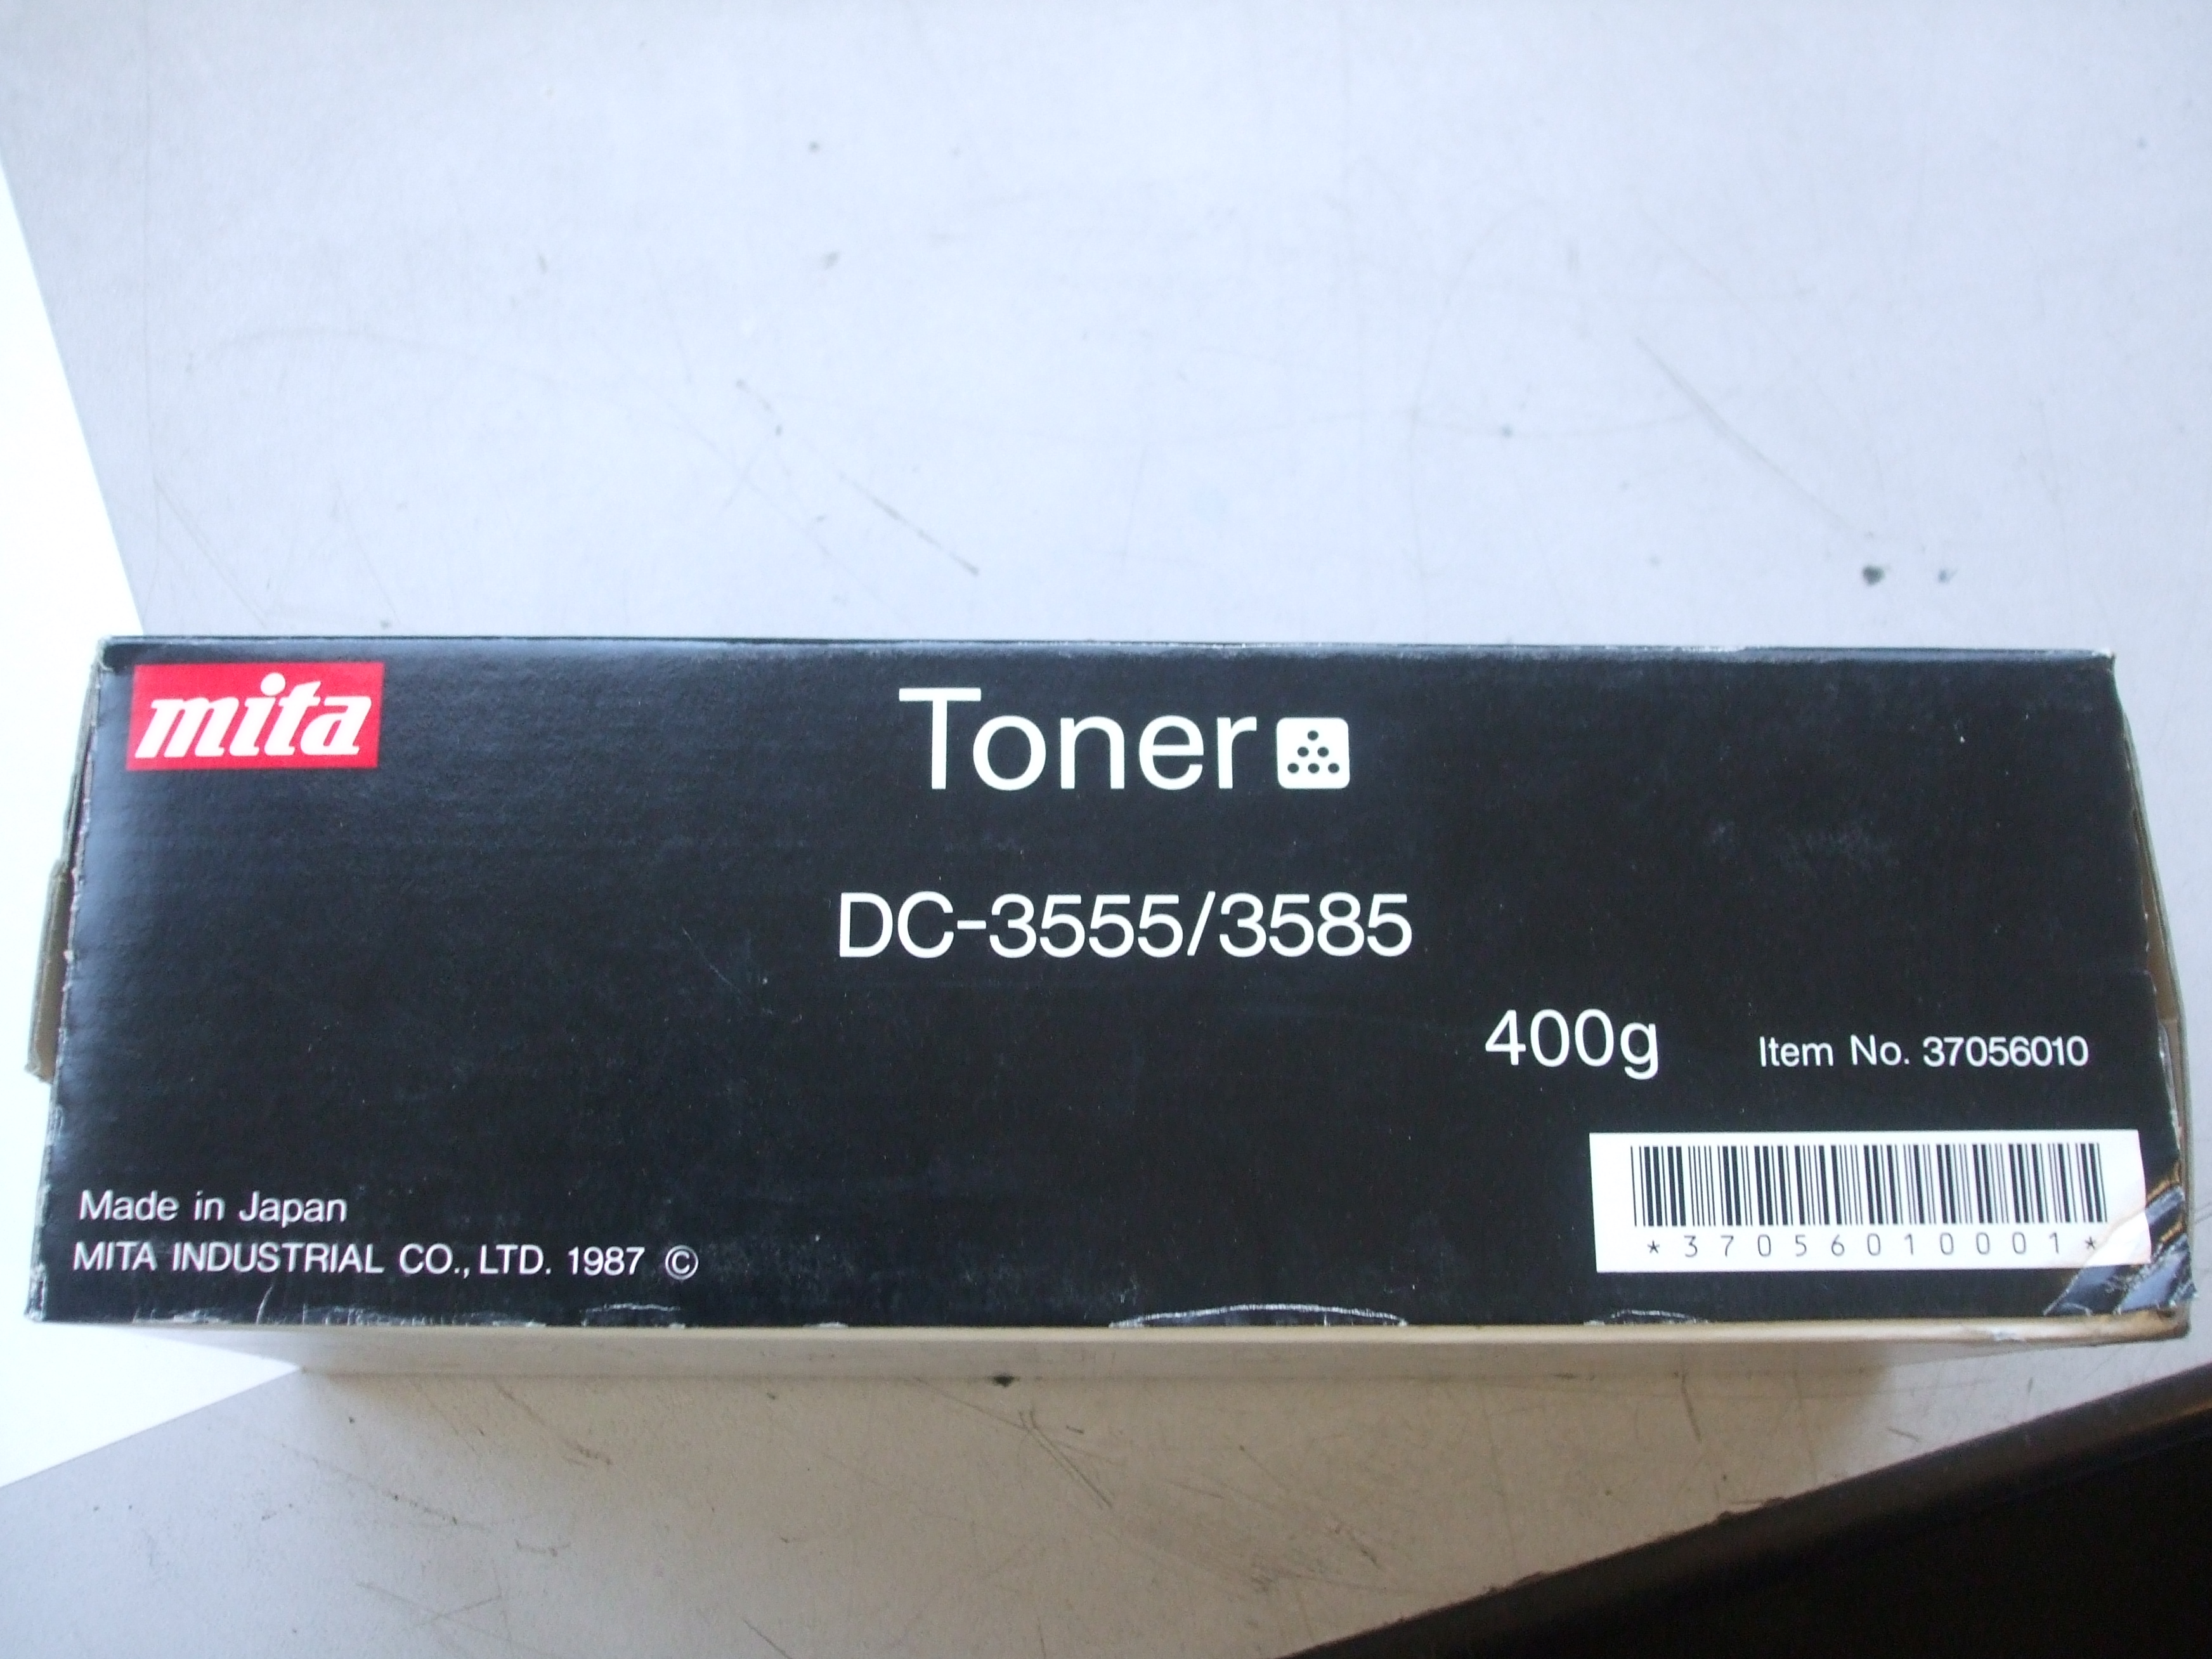 mita
Toner
DC-3555/3585
400g
Item No. 37056010
Made in Japan
MITA INDUSTRIAL CO., LTD. 1987 ©
*37056010001*